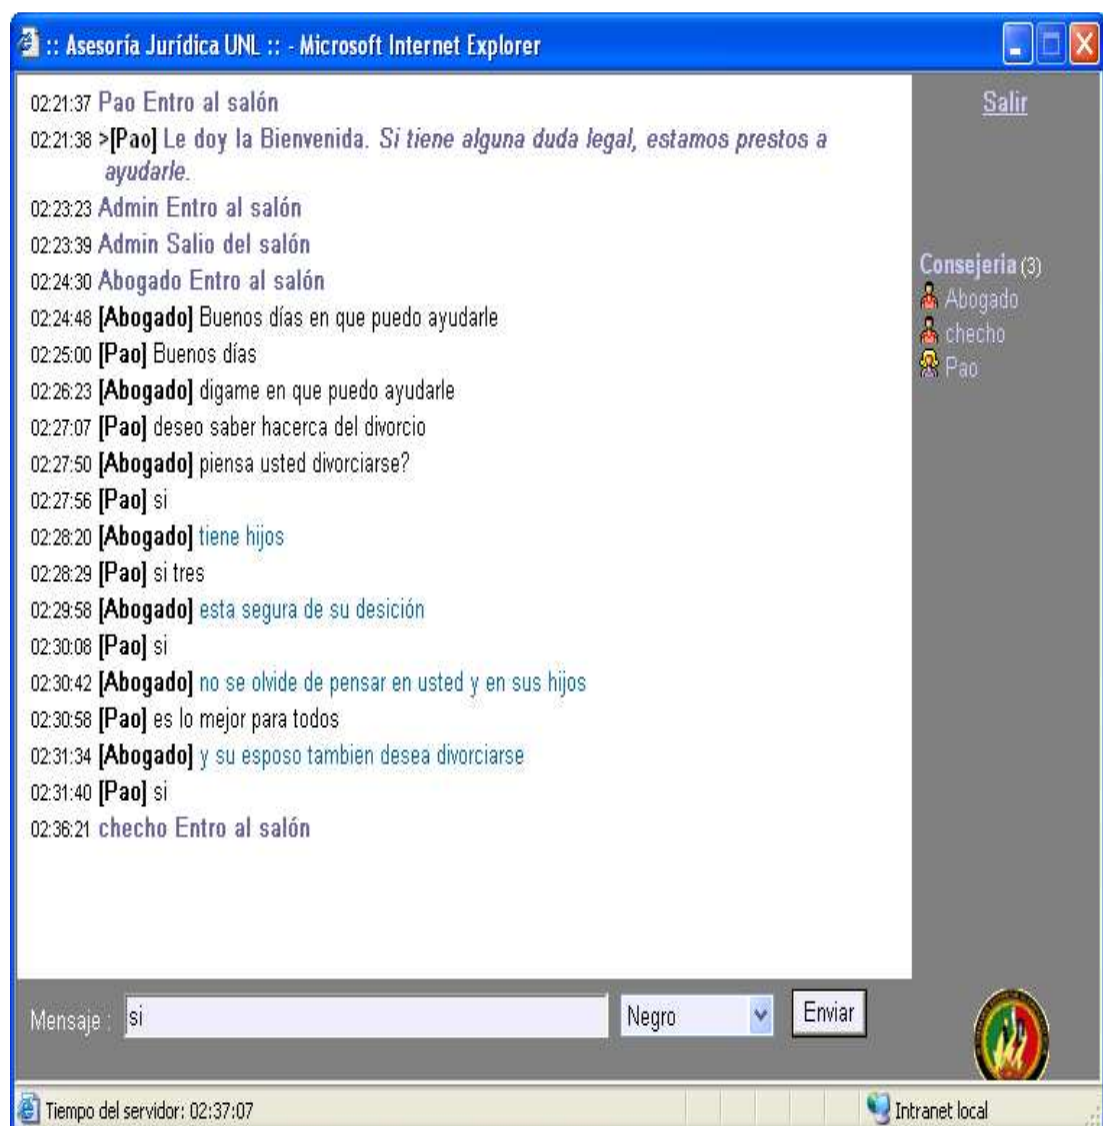 :: Asesoría Jurídica UNL :: - Microsoft Internet Explorer
02:21:37 Pao Entro al salón
02:21:38 >[Pao] Le doy la Bienvenida. Si tiene alguna duda legal, estamos prestos a
ayudarle.
02:23:23 Admin Entro al salón
02:23:39 Admin Salio del salón
02:24:30 Abogado Entro al salón
02:24:48 [Abogado] Buenos días en que puedo ayudarle
02:25:00 [Pao] Buenos días
02:26:23 [Abogado] digame en que puedo ayudarle
02:27:07 [Pao] deseo saber hacerca del divorcio
02:27:50 [Abogado] piensa usted divorciarse?
02:27:56 [Pao] si
02:28:20 [Abogado] tiene hijos
02:28:29 [Pao] si tres
02:29:58 [Abogado] esta segura de su desición
02:30:08 [Pao] si
02:30:42 [Abogado] no se olvide de pensar en usted y en sus hijos
02:30:58 [Pao] es lo mejor para todos
02:31:34 [Abogado] y su esposo tambien desea divorciarse
02:31:40 [Pao] si
02:36:21 checho Entro al salón
Salir
Consejeria (3)
Abogado
checho
Pao
Mensaje : si Negro Enviar
Tiempo del servidor: 02:37:07 Intranet local